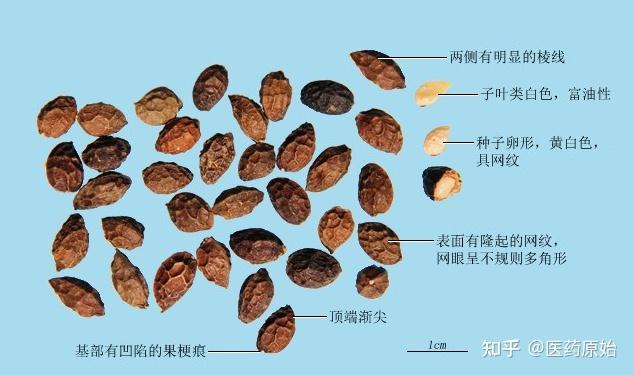 两侧有明显的棱线
子叶类白色，富油性
种子卵形，黄白色，
具网纹
表面有隆起的网纹，
网眼呈不规则多角形
顶端渐尖
基部有凹陷的果梗痕
1cm
知乎 @医药原始